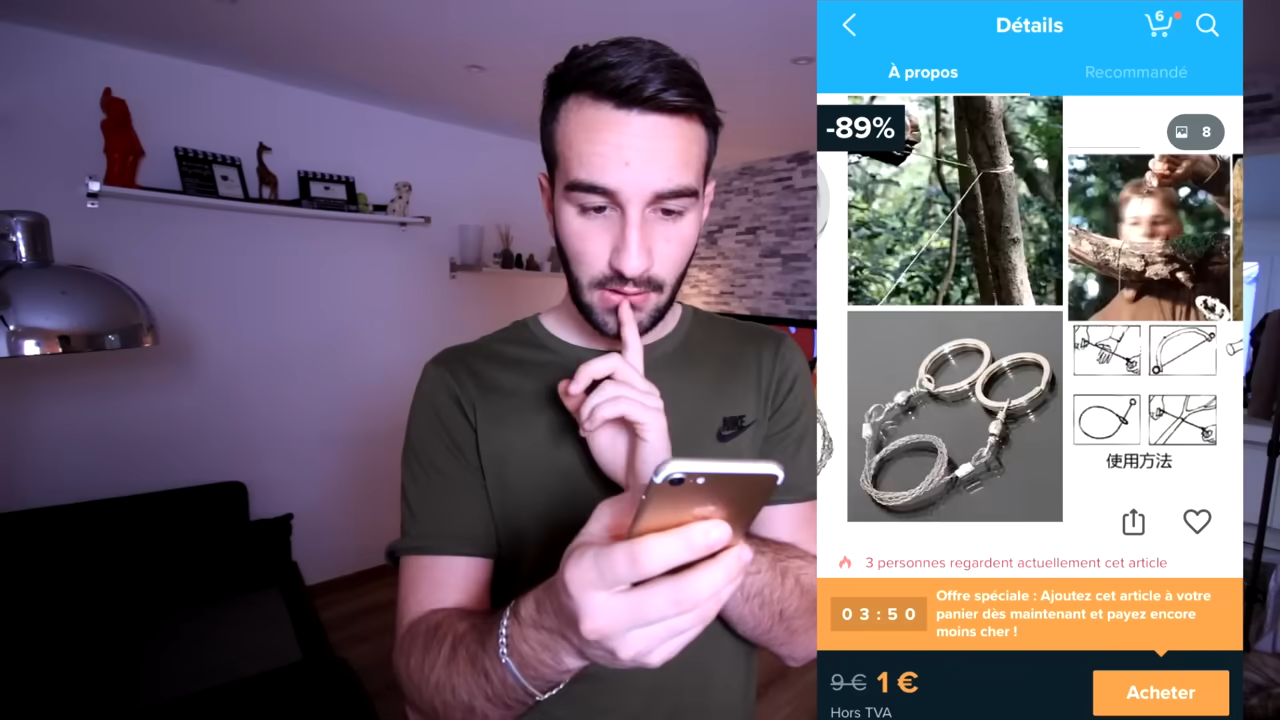 NIKE
Détails
6
À propos
Recommandé
-89%
8
使用方法
3 personnes regardent actuellement cet article
03:50
Offre spéciale : Ajoutez cet article à votre
panier dès maintenant et payez encore
moins cher !
9 € 1 €
Hors TVA
Acheter